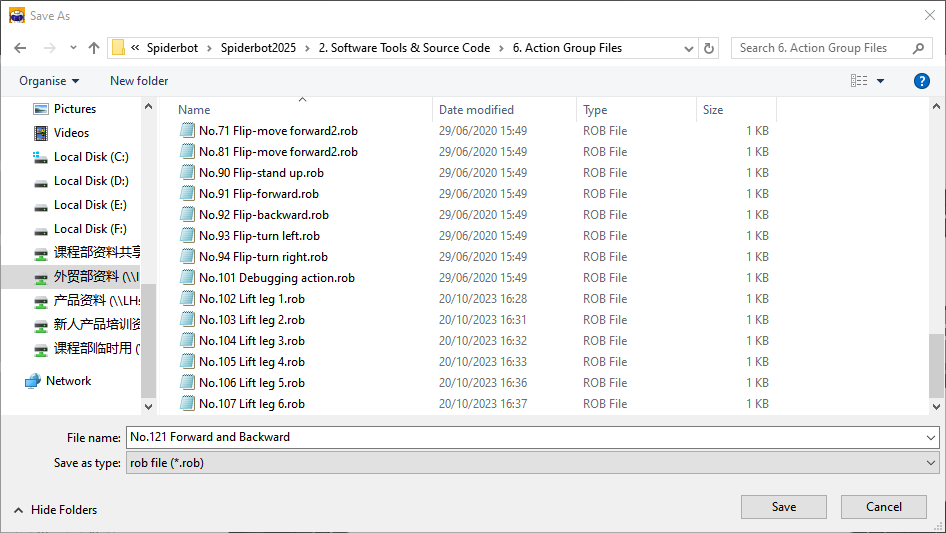 Save As
« Spiderbot › Spiderbot2025 › 2. Software Tools & Source Code › 6. Action Group Files
Search 6. Action Group Files
Organise
New folder
?
Pictures
Videos
Local Disk (C:)
Local Disk (D:)
Local Disk (E:)
Local Disk (F:)
课程部资料共享
外贸部资料 (\\l
产品资料 (\\LHs
新人产品培训资
课程部临时用 (
Network
Name Date modified Type Size
No.71 Flip-move forward2.rob 29/06/2020 15:49 ROB File 1 KB
No.81 Flip-move forward2.rob 29/06/2020 15:49 ROB File 1 KB
No.90 Flip-stand up.rob 29/06/2020 15:49 ROB File 1 KB
No.91 Flip-forward.rob 29/06/2020 15:49 ROB File 1 KB
No.92 Flip-backward.rob 29/06/2020 15:49 ROB File 1 KB
No.93 Flip-turn left.rob 29/06/2020 15:49 ROB File 1 KB
No.94 Flip-turn right.rob 29/06/2020 15:49 ROB File 1 KB
No.101 Debugging action.rob 29/06/2020 15:49 ROB File 1 KB
No.102 Lift leg 1.rob 20/10/2023 16:28 ROB File 1 KB
No.103 Lift leg 2.rob 20/10/2023 16:31 ROB File 1 KB
No.104 Lift leg 3.rob 20/10/2023 16:32 ROB File 1 KB
No.105 Lift leg 4.rob 20/10/2023 16:33 ROB File 1 KB
No.106 Lift leg 5.rob 20/10/2023 16:36 ROB File 1 KB
No.107 Lift leg 6.rob 20/10/2023 16:37 ROB File 1 KB
File name: No.121 Forward and Backward
Save as type: rob file (*.rob)
Hide Folders
Save
Cancel